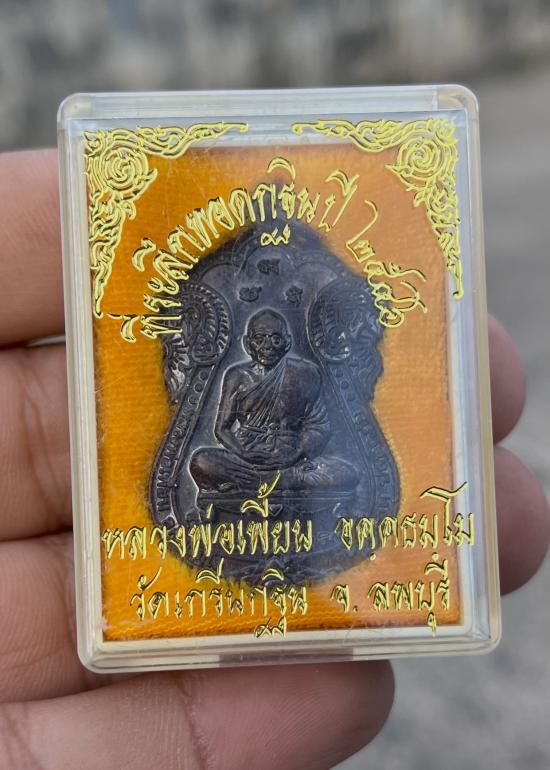 ที่ระลึกทอดกฐินปี ๒๕๕๖
หลวงพ่อเพี้ยน อคฺคธมฺโม
วัดเกริ่นกฐิน จ. ลพบุรี